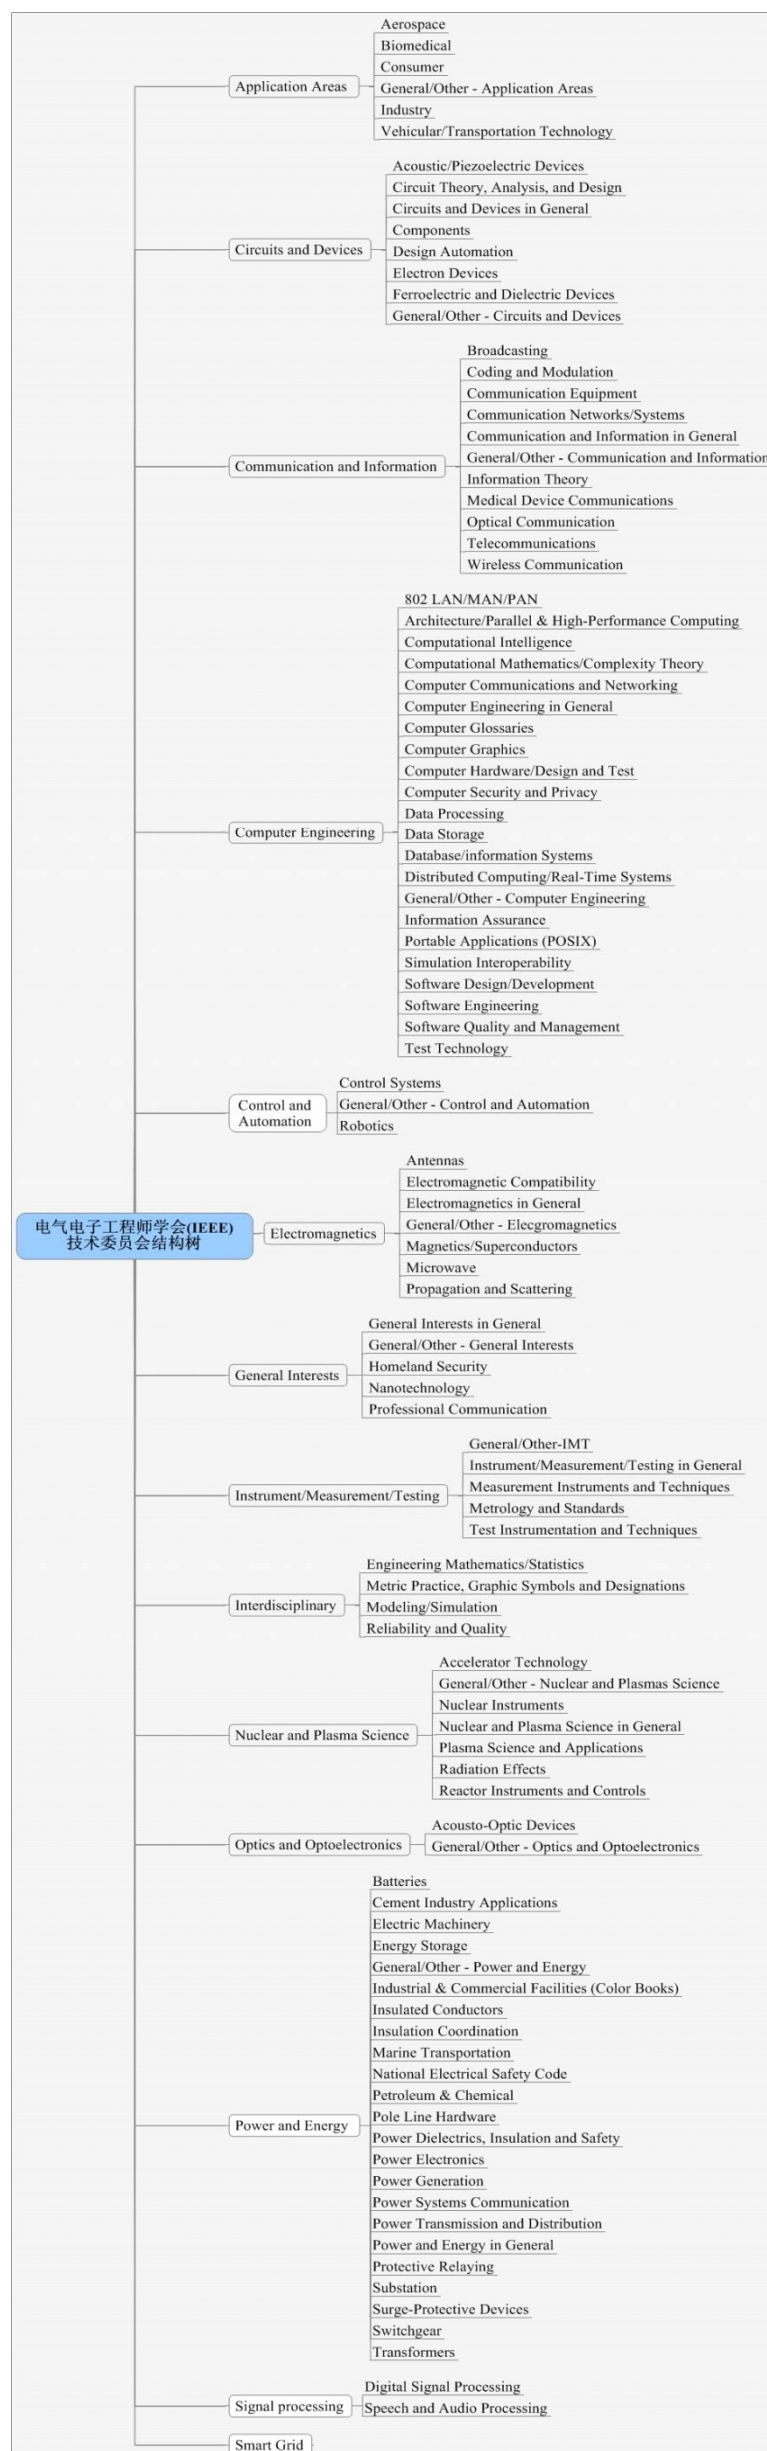 Aerospace
Biomedical
Consumer
Application Areas
General/Other - Application Areas
Industry
Vehicular/Transportation Technology
Acoustic/Piezoelectric Devices
Circuit Theory, Analysis, and Design
Circuits and Devices in General
Components
Circuits and Devices
Design Automation
Electron Devices
Ferroelectric and Dielectric Devices
General/Other - Circuits and Devices
Broadcasting
Coding and Modulation
Communication Equipment
Communication Networks/Systems
Communication and Information in General
Communication and Information
General/Other - Communication and Information
Information Theory
Medical Device Communications
Optical Communication
Telecommunications
Wireless Communication
802 LAN/MAN/PAN
Architecture/Parallel & High-Performance Computing
Computational Intelligence
Computational Mathematics/Complexity Theory
Computer Communications and Networking
Computer Engineering in General
Computer Glossaries
Computer Graphics
Computer Hardware/Design and Test
Computer Security and Privacy
Data Processing
Computer Engineering
Data Storage
Database/information Systems
Distributed Computing/Real-Time Systems
General/Other - Computer Engineering
Information Assurance
Portable Applications (POSIX)
Simulation Interoperability
Software Design/Development
Software Engineering
Software Quality and Management
Test Technology
Control and
Automation
Control Systems
General/Other - Control and Automation
Robotics
电气电子工程师学会(IEEE)
技术委员会结构树
Electromagnetics
Antennas
Electromagnetic Compatibility
Electromagnetics in General
General/Other - Elecgromagnetics
Magnetics/Superconductors
Microwave
Propagation and Scattering
General Interests in General
General/Other - General Interests
Homeland Security
General Interests
Nanotechnology
Professional Communication
General/Other-IMT
Instrument/Measurement/Testing in General
Instrument/Measurement/Testing
Measurement Instruments and Techniques
Metrology and Standards
Test Instrumentation and Techniques
Engineering Mathematics/Statistics
Metric Practice, Graphic Symbols and Designations
Interdisciplinary
Modeling/Simulation
Reliability and Quality
Accelerator Technology
General/Other - Nuclear and Plasmas Science
Nuclear Instruments
Nuclear and Plasma Science
Nuclear and Plasma Science in General
Plasma Science and Applications
Radiation Effects
Reactor Instruments and Controls
Acousto-Optic Devices
Optics and Optoelectronics
General/Other - Optics and Optoelectronics
Batteries
Cement Industry Applications
Electric Machinery
Energy Storage
General/Other - Power and Energy
Industrial & Commercial Facilities (Color Books)
Insulated Conductors
Insulation Coordination
Marine Transportation
National Electrical Safety Code
Petroleum & Chemical
Pole Line Hardware
Power and Energy
Power Dielectrics, Insulation and Safety
Power Electronics
Power Generation
Power Systems Communication
Power Transmission and Distribution
Power and Energy in General
Protective Relaying
Substation
Surge-Protective Devices
Switchgear
Transformers
Digital Signal Processing
Signal processing
Speech and Audio Processing
Smart Grid